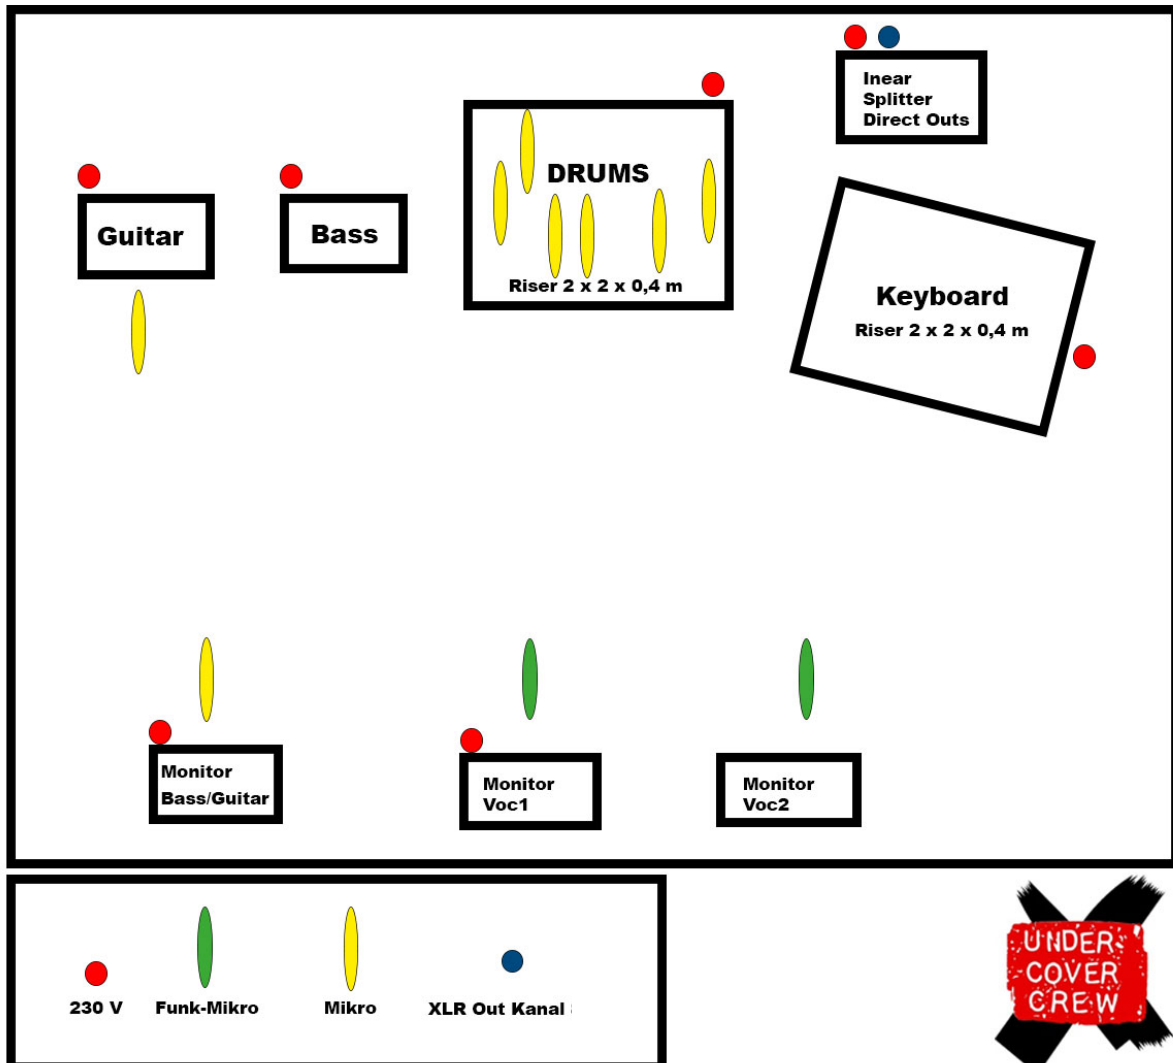 Inear
Splitter
Direct Outs
DRUMS
Riser 2 x 2 x 0,4 m
Guitar
Bass
Keyboard
Riser 2 x 2 x 0,4 m
Monitor
Bass/Guitar
Monitor
Voc1
Monitor
Voc2
230 V
Funk-Mikro
Mikro
XLR Out Kanal
UNDER-
COVER
CREW